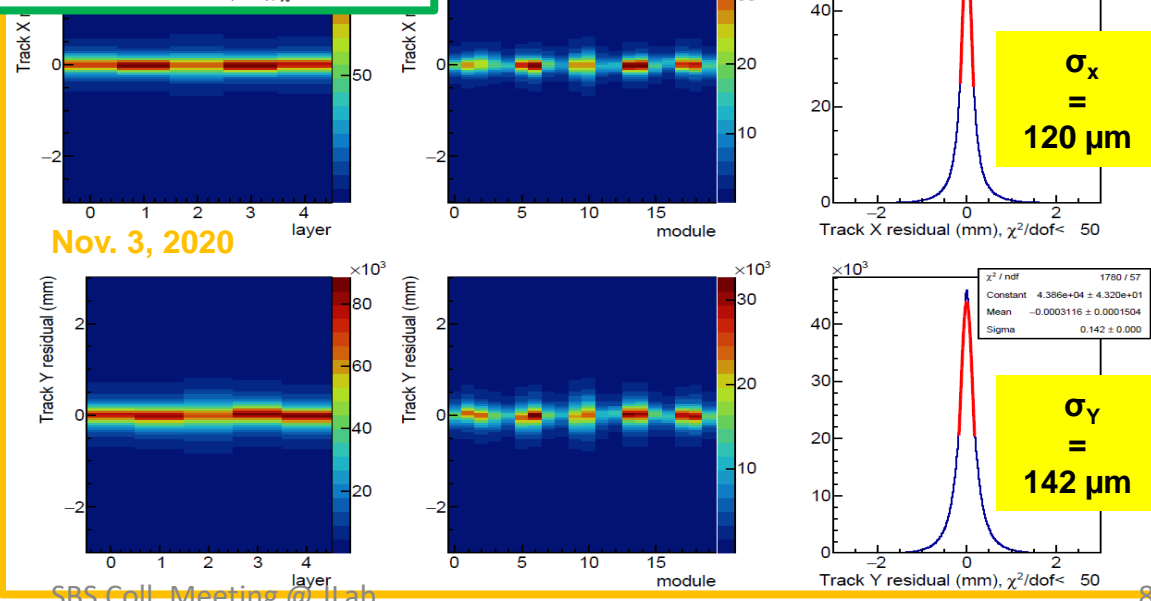 Track X
0
−2
0 1 2 3 4
layer
50
Track X
0
−2
0 5 10 15
module
20
10
40
20
0
−2 0 2
Track X residual (mm), χ²/dof< 50
σx
=
120 µm
Nov. 3, 2020
Track Y residual (mm)
2
0
−2
0 1 2 3 4
layer
×10³
80
60
40
20
Track Y residual (mm)
2
0
−2
0 5 10 15
module
×10³
30
20
10
×10³
40
30
20
10
0
−2 0 2
Track Y residual (mm), χ²/dof< 50
χ² / ndf 1780 / 57
Constant 4.386e+04 ± 4.320e+01
Mean −0.0003116 ± 0.0001504
Sigma 0.142 ± 0.000
σY
=
142 µm
SBS Coll. Meeting @ JLab
8